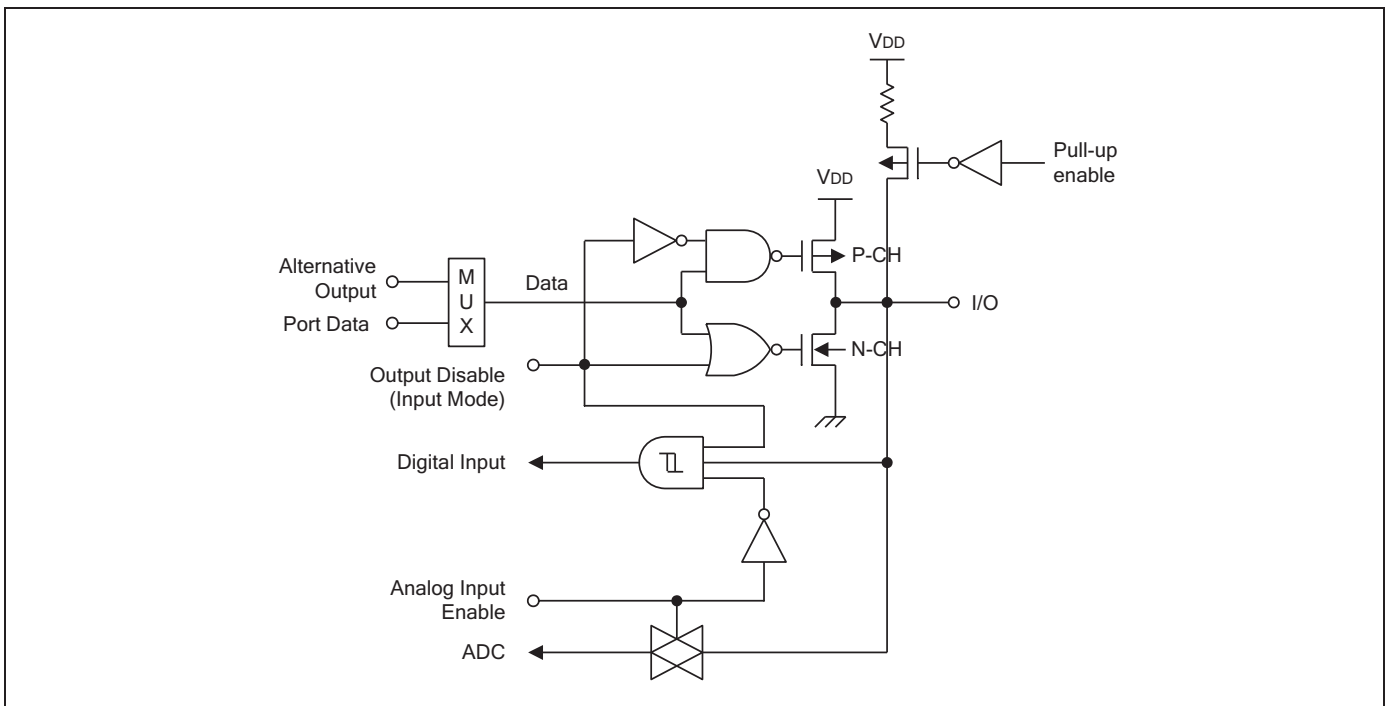 VDD
Pull-up
enable
VDD
P-CH
Alternative
Output
M
U
X
Data
I/O
Port Data
N-CH
Output Disable
(Input Mode)
Digital Input
Analog Input
Enable
ADC